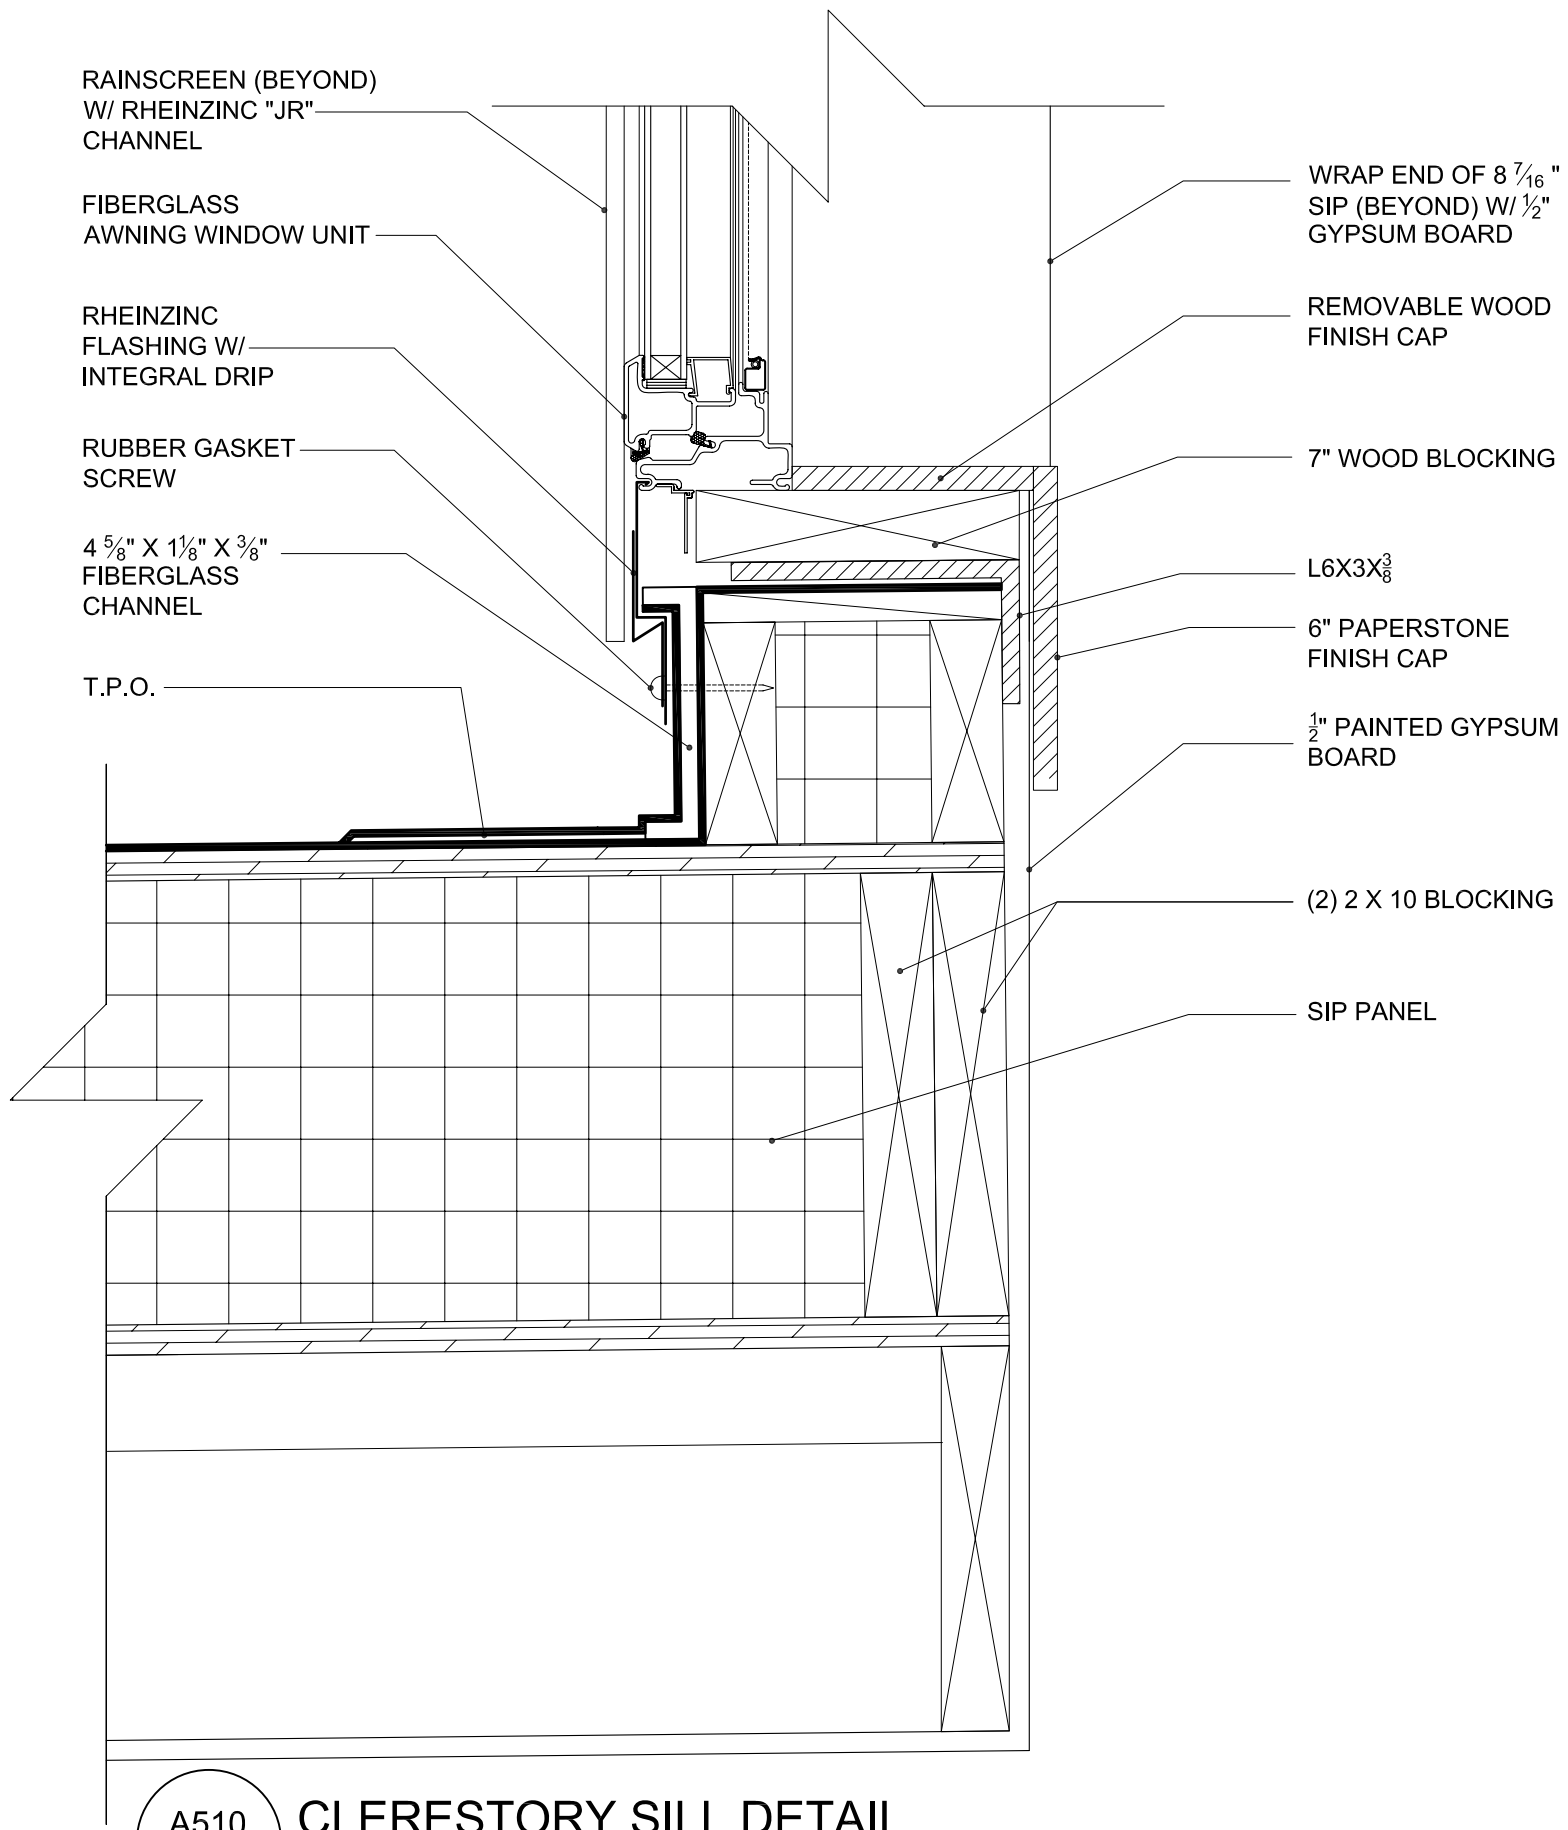 RAINSCREEN (BEYOND)
W/ RHEINZINC "JR"
CHANNEL
FIBERGLASS
AWNING WINDOW UNIT
RHEINZINC
FLASHING W/
INTEGRAL DRIP
RUBBER GASKET
SCREW
4 5/8" X 1 1/8" X 3/8"
FIBERGLASS
CHANNEL
T.P.O.
WRAP END OF 8 7/16 "
SIP (BEYOND) W/ 1/2"
GYPSUM BOARD
REMOVABLE WOOD
FINISH CAP
7" WOOD BLOCKING
L6X3X3/8
6" PAPERSTONE
FINISH CAP
1/2" PAINTED GYPSUM
BOARD
(2) 2 X 10 BLOCKING
SIP PANEL
A510
CLERESTORY SILL DETAIL